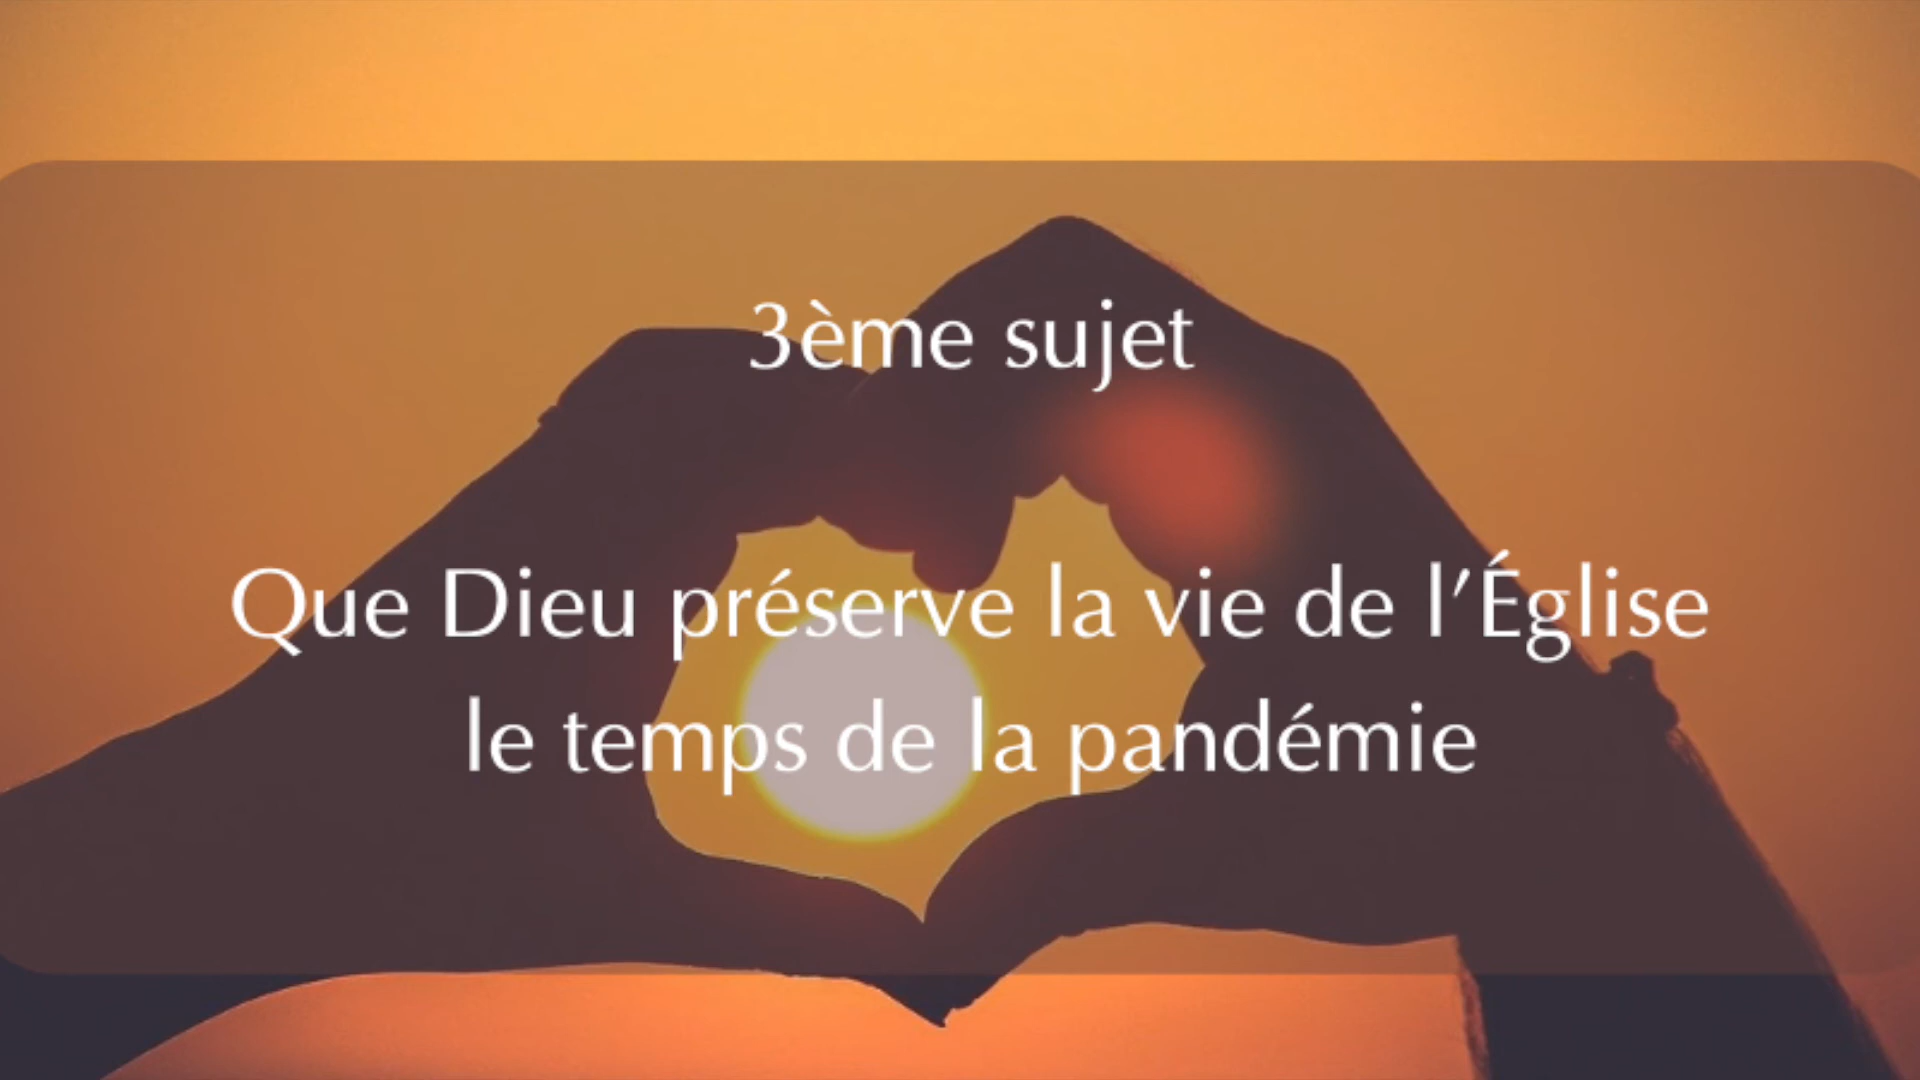 3ème sujet
Que Dieu préserve la vie de l’Église
le temps de la pandémie